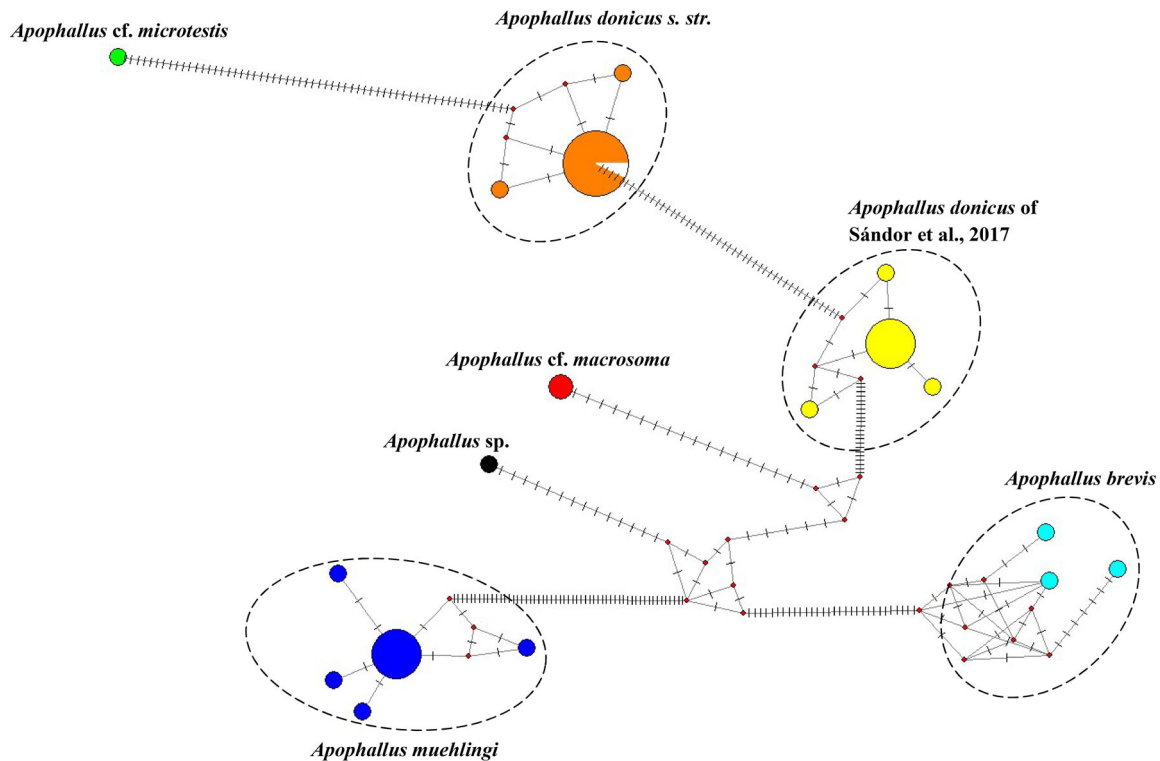 Apophallus donicus s. str.
Apophallus cf. microtestis
Apophallus donicus of
Sándor et al., 2017
Apophallus cf. macrosoma
Apophallus sp.
Apophallus brevis
Apophallus muehlingi